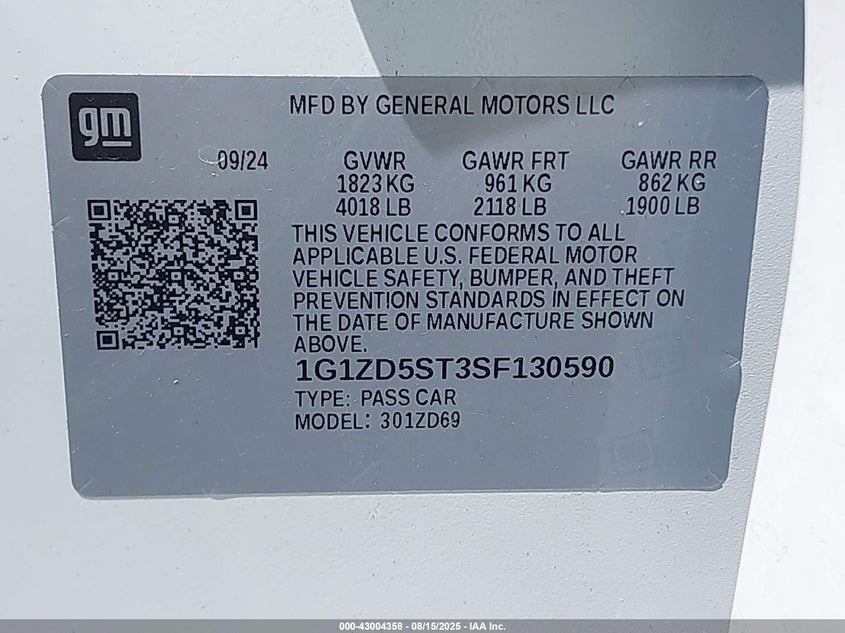 gm
MFD BY GENERAL MOTORS LLC
09/24 GVWR GAWR FRT GAWR RR
1823 KG 961 KG 862 KG
4018 LB 2118 LB 1900 LB
THIS VEHICLE CONFORMS TO ALL
APPLICABLE U.S. FEDERAL MOTOR
VEHICLE SAFETY, BUMPER, AND THEFT
PREVENTION STANDARDS IN EFFECT ON
THE DATE OF MANUFACTURE SHOWN
ABOVE.
1G1ZD5ST3SF130590
TYPE: PASS CAR
MODEL: 301ZD69
000-43004358 - 08/15/2025 - IAA Inc.